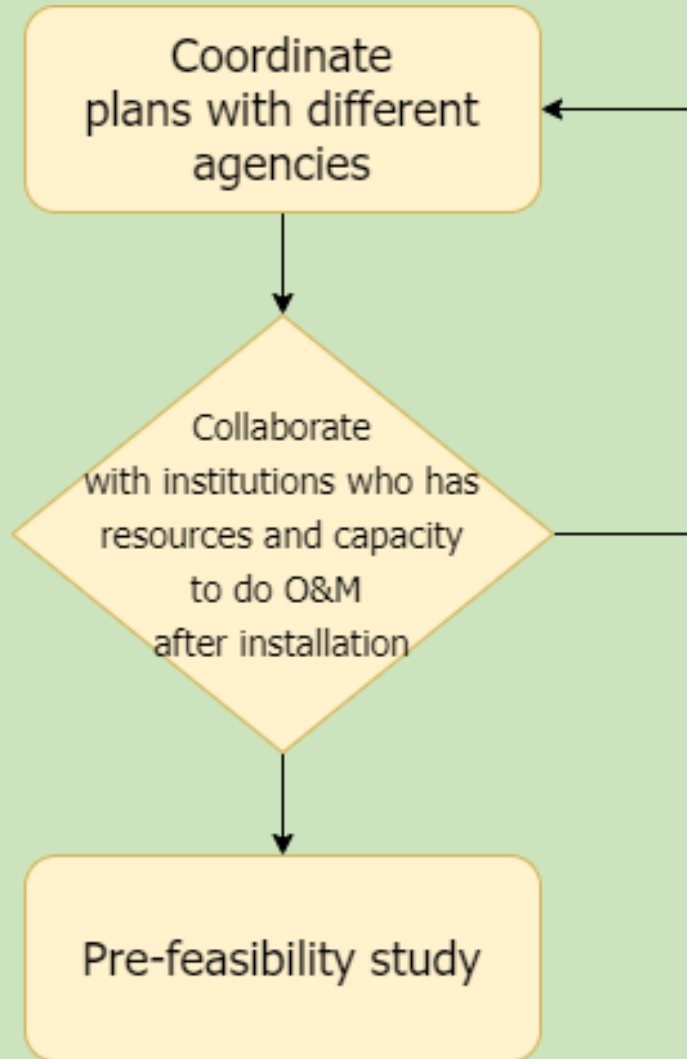 Coordinate
plans with different
agencies
Collaborate
with institutions who has
resources and capacity
to do O&M
after installation
Pre-feasibility study